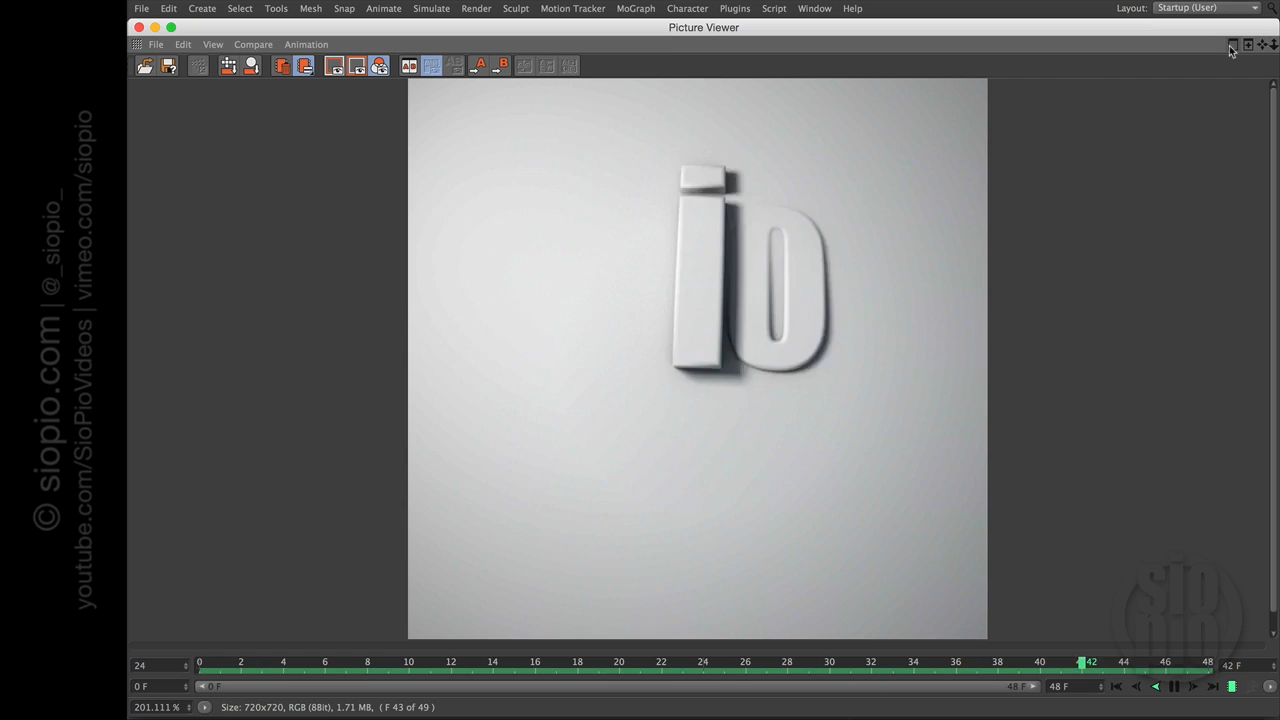 File Edit Create Select Tools Mesh Snap Animate Simulate Render Sculpt Motion Tracker MoGraph Character Plugins Script Window Help Layout: Startup (User)
Picture Viewer
File Edit View Compare Animation
AB A B
io
© siopio.com | @_siopio_
youtube.com/SioPioVideos | vimeo.com/siopio
sio
24 0 2 4 6 8 10 12 14 16 18 20 22 24 26 28 30 32 34 36 38 40 42 44 46 48 42 F
0 F 0 F 48 F 48 F
201.111 % Size: 720x720, RGB (8Bit), 1.71 MB, ( F 43 of 49 )